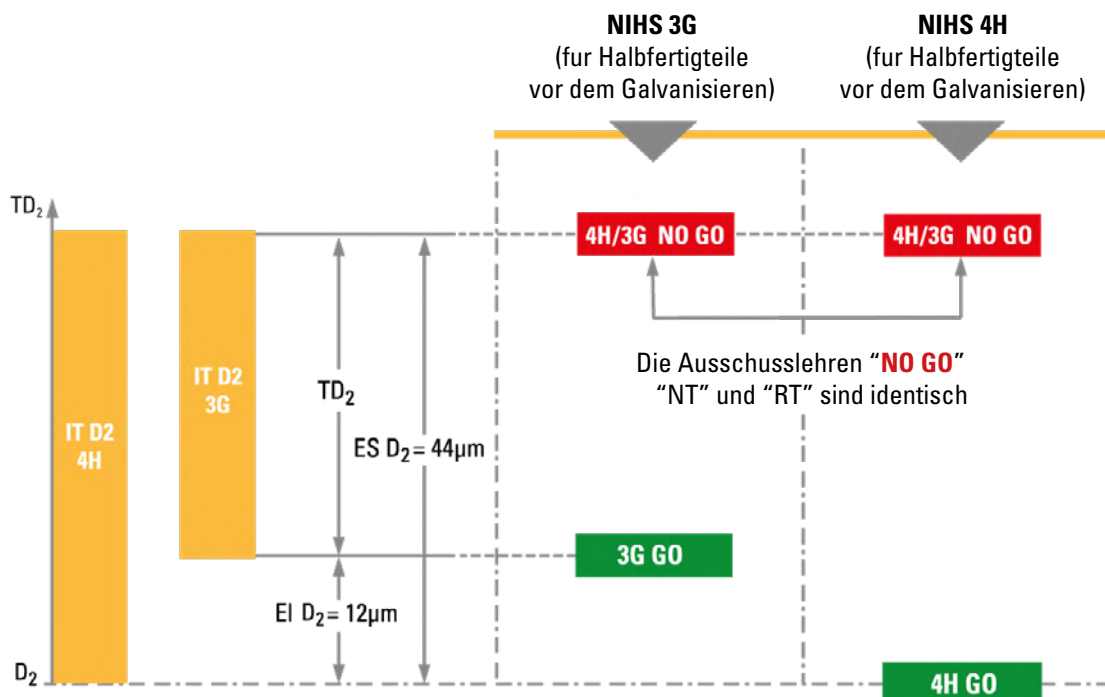 NIHS 3G
(fur Halbfertigteile
vor dem Galvanisieren)
NIHS 4H
(fur Halbfertigteile
vor dem Galvanisieren)
TD₂
4H/3G NO GO
4H/3G NO GO
Die Ausschusslehren “NO GO”
“NT” und “RT” sind identisch
IT D2
4H
IT D2
3G
TD₂
ES D₂= 44µm
3G GO
EI D₂= 12µm
D₂
4H GO